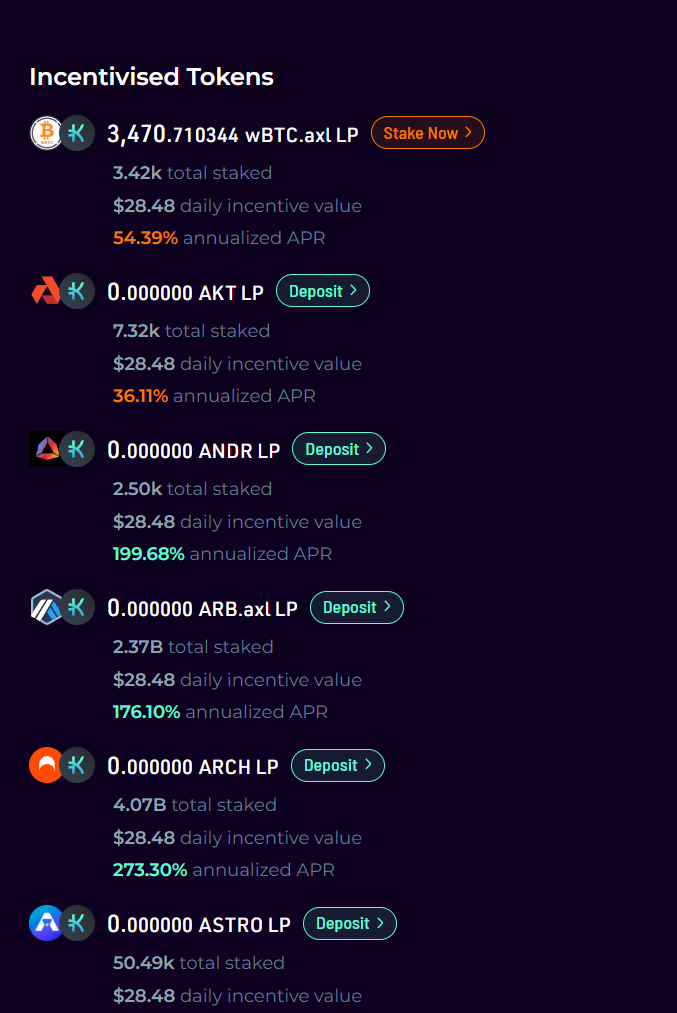 Incentivised Tokens
3,470.710344 wBTC.axl LP Stake Now >
3.42k total staked
$28.48 daily incentive value
54.39% annualized APR
0.000000 AKT LP Deposit >
7.32k total staked
$28.48 daily incentive value
36.11% annualized APR
0.000000 ANDR LP Deposit >
2.50k total staked
$28.48 daily incentive value
199.68% annualized APR
0.000000 ARB.axl LP Deposit >
2.37B total staked
$28.48 daily incentive value
176.10% annualized APR
0.000000 ARCH LP Deposit >
4.07B total staked
$28.48 daily incentive value
273.30% annualized APR
0.000000 ASTRO LP Deposit >
50.49k total staked
$28.48 daily incentive value